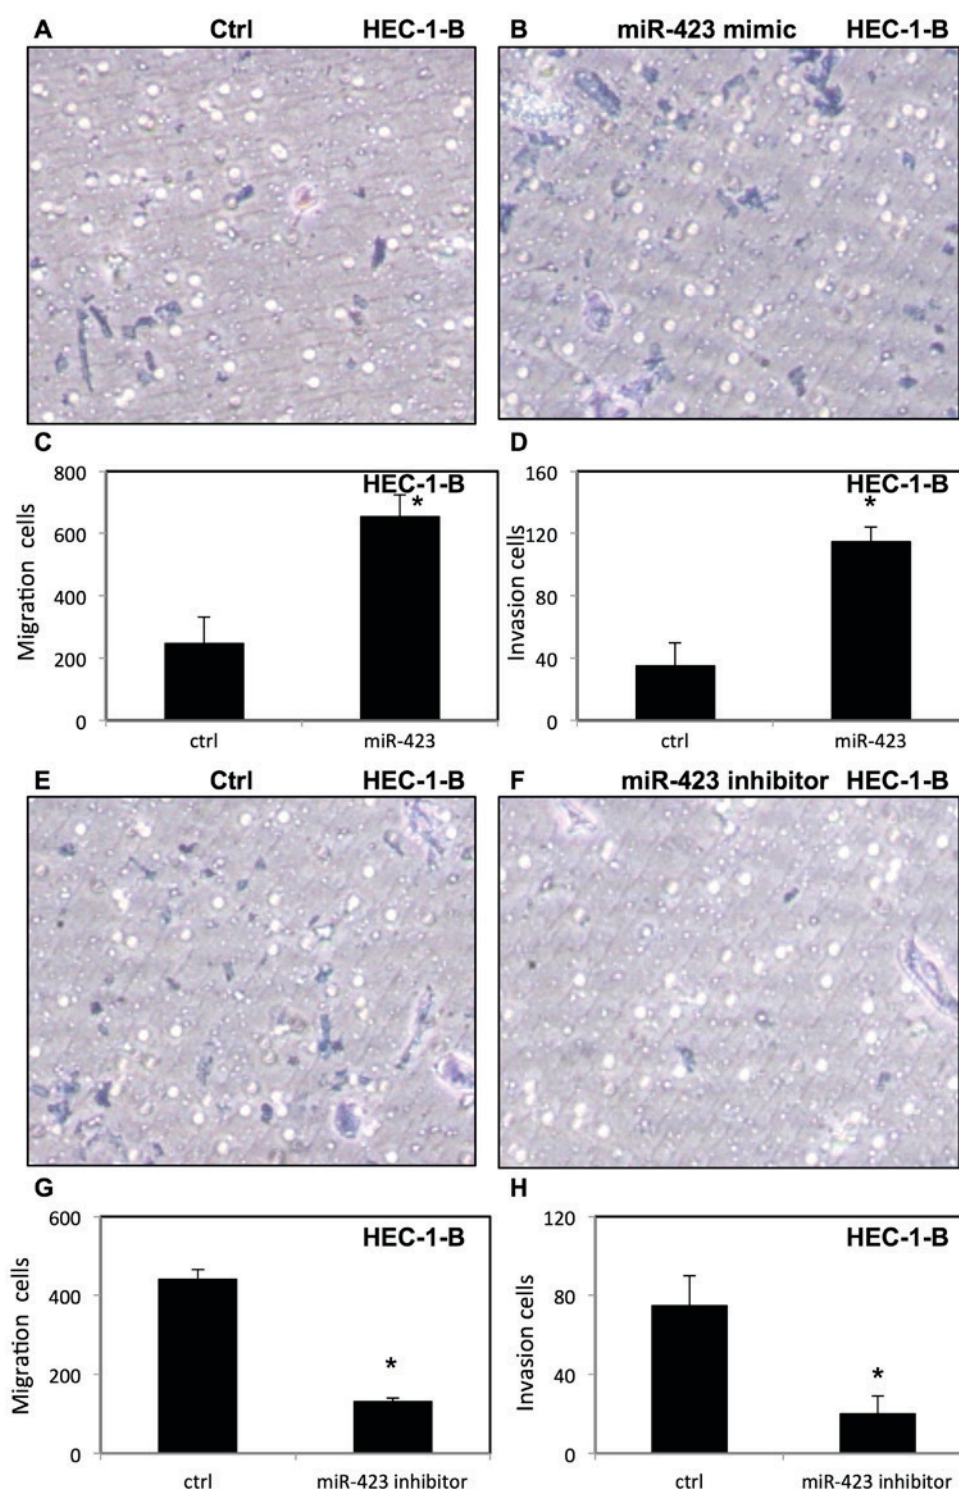 A Ctrl HEC-1-B
B miR-423 mimic HEC-1-B
C
Migration cells
800
600
400
200
0
HEC-1-B
*
ctrl miR-423
D
Invasion cells
160
120
80
40
0
HEC-1-B
*
ctrl miR-423
E Ctrl HEC-1-B
F miR-423 inhibitor HEC-1-B
G
Migration cells
600
400
200
0
HEC-1-B
*
ctrl miR-423 inhibitor
H
Invasion cells
120
80
40
0
HEC-1-B
*
ctrl miR-423 inhibitor